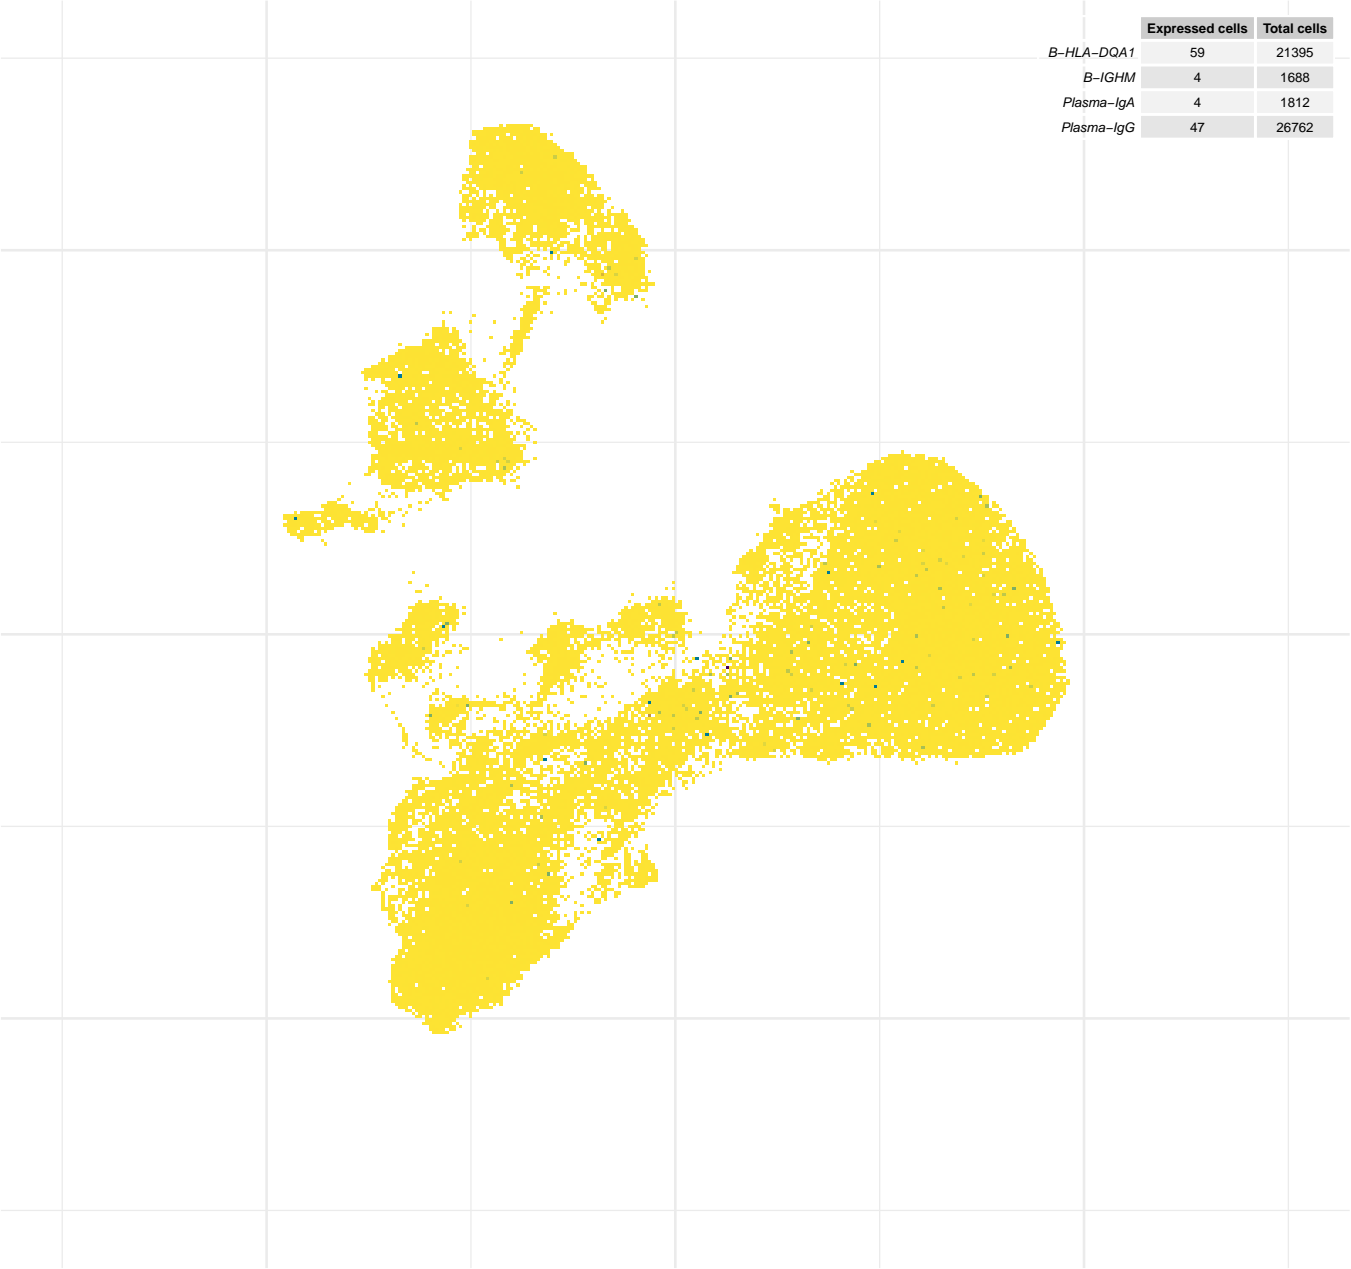 Expressed cells Total cells
B−HLA−DQA1 59 21395
B−IGHM 4 1688
Plasma−IgA 4 1812
Plasma−IgG 47 26762